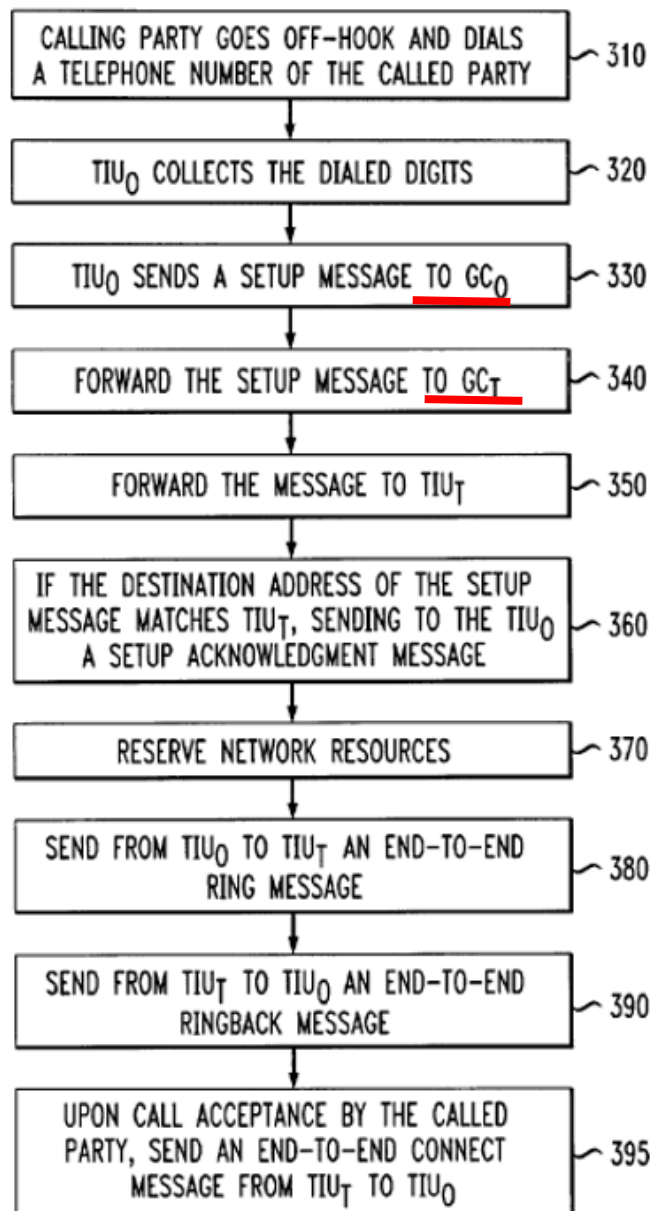 CALLING PARTY GOES OFF-HOOK AND DIALS
A TELEPHONE NUMBER OF THE CALLED PARTY
310
TIU₀ COLLECTS THE DIALED DIGITS
320
TIU₀ SENDS A SETUP MESSAGE TO GC₀
330
FORWARD THE SETUP MESSAGE TO GCT
340
FORWARD THE MESSAGE TO TIUT
350
IF THE DESTINATION ADDRESS OF THE SETUP
MESSAGE MATCHES TIUT, SENDING TO THE TIU₀
A SETUP ACKNOWLEDGMENT MESSAGE
360
RESERVE NETWORK RESOURCES
370
SEND FROM TIU₀ TO TIUT AN END-TO-END
RING MESSAGE
380
SEND FROM TIUT TO TIU₀ AN END-TO-END
RINGBACK MESSAGE
390
UPON CALL ACCEPTANCE BY THE CALLED
PARTY, SEND AN END-TO-END CONNECT
MESSAGE FROM TIUT TO TIU₀
395